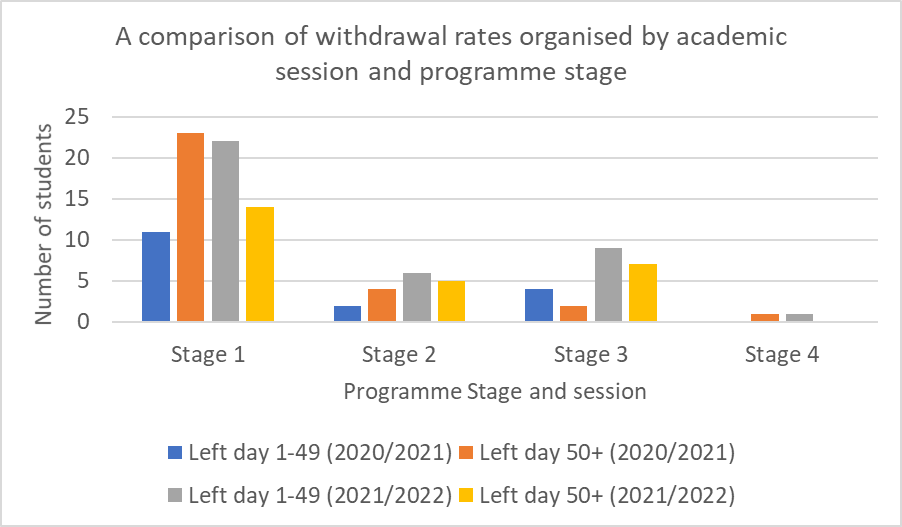 A comparison of withdrawal rates organised by academic
session and programme stage
Number of students
25
20
15
10
5
0
Stage 1 Stage 2 Stage 3 Stage 4
Programme Stage and session
Left day 1-49 (2020/2021) Left day 50+ (2020/2021)
Left day 1-49 (2021/2022) Left day 50+ (2021/2022)